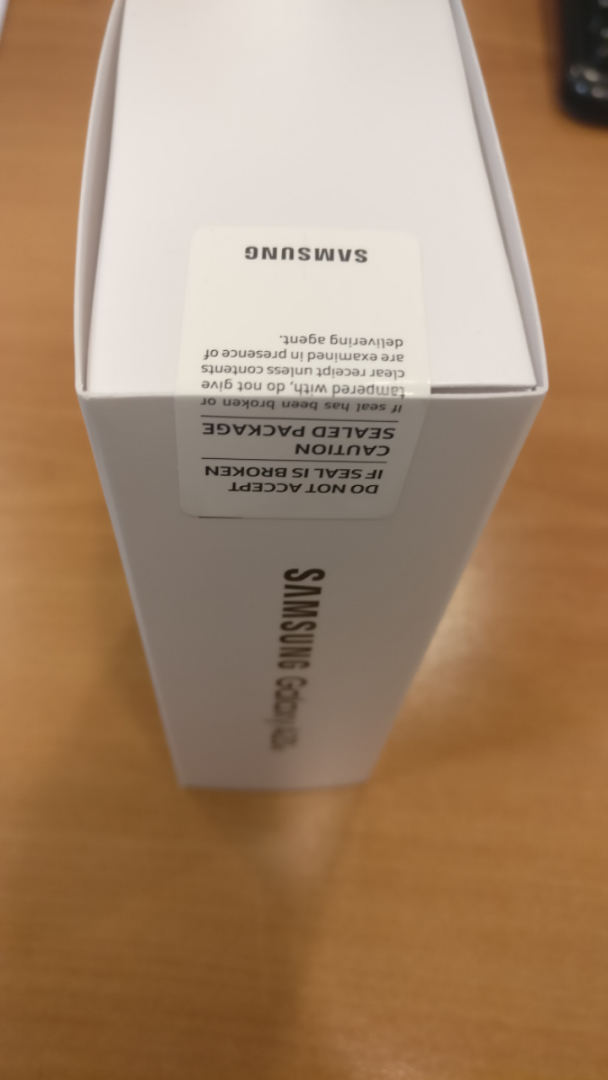 DO NOT ACCEPT
IF SEAL IS BROKEN
CAUTION
SEALED PACKAGE
If seal has been broken or
tampered with, do not give
clear receipt unless contents
are examined in presence of
delivering agent.
SAMSUNG
SAMSUNG Galaxy